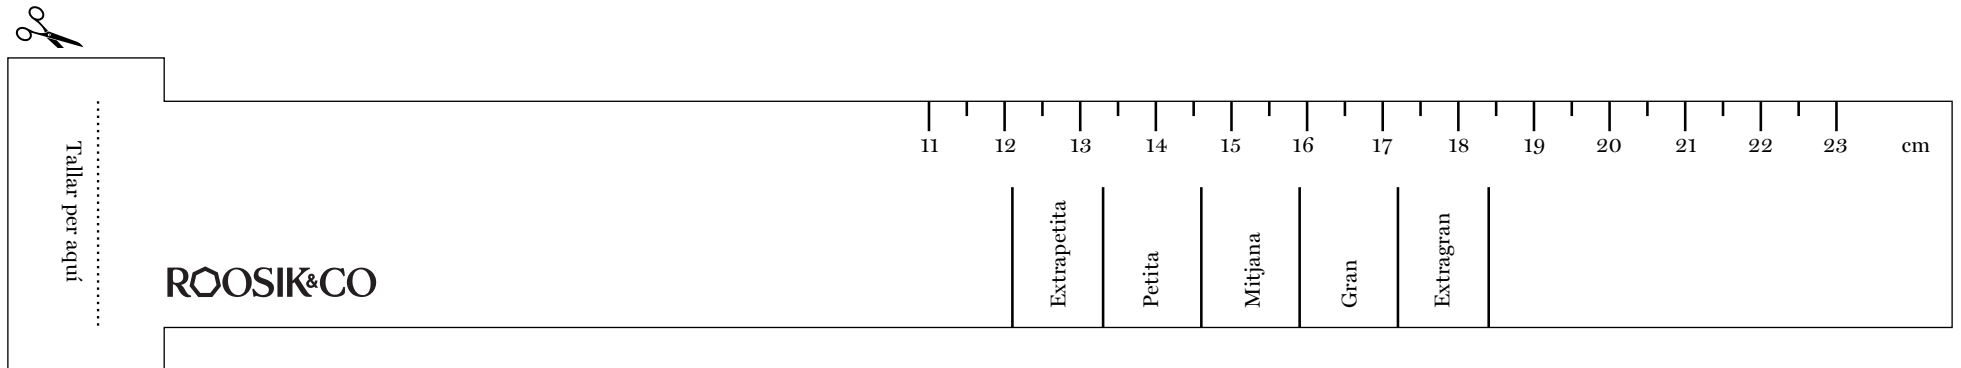 11 12 13 14 15 16 17 18 19 20 21 22 23 cm
Tallar per aquí
ROOSIK&CO
Extrapetita
Petita
Mitjana
Gran
Extragran